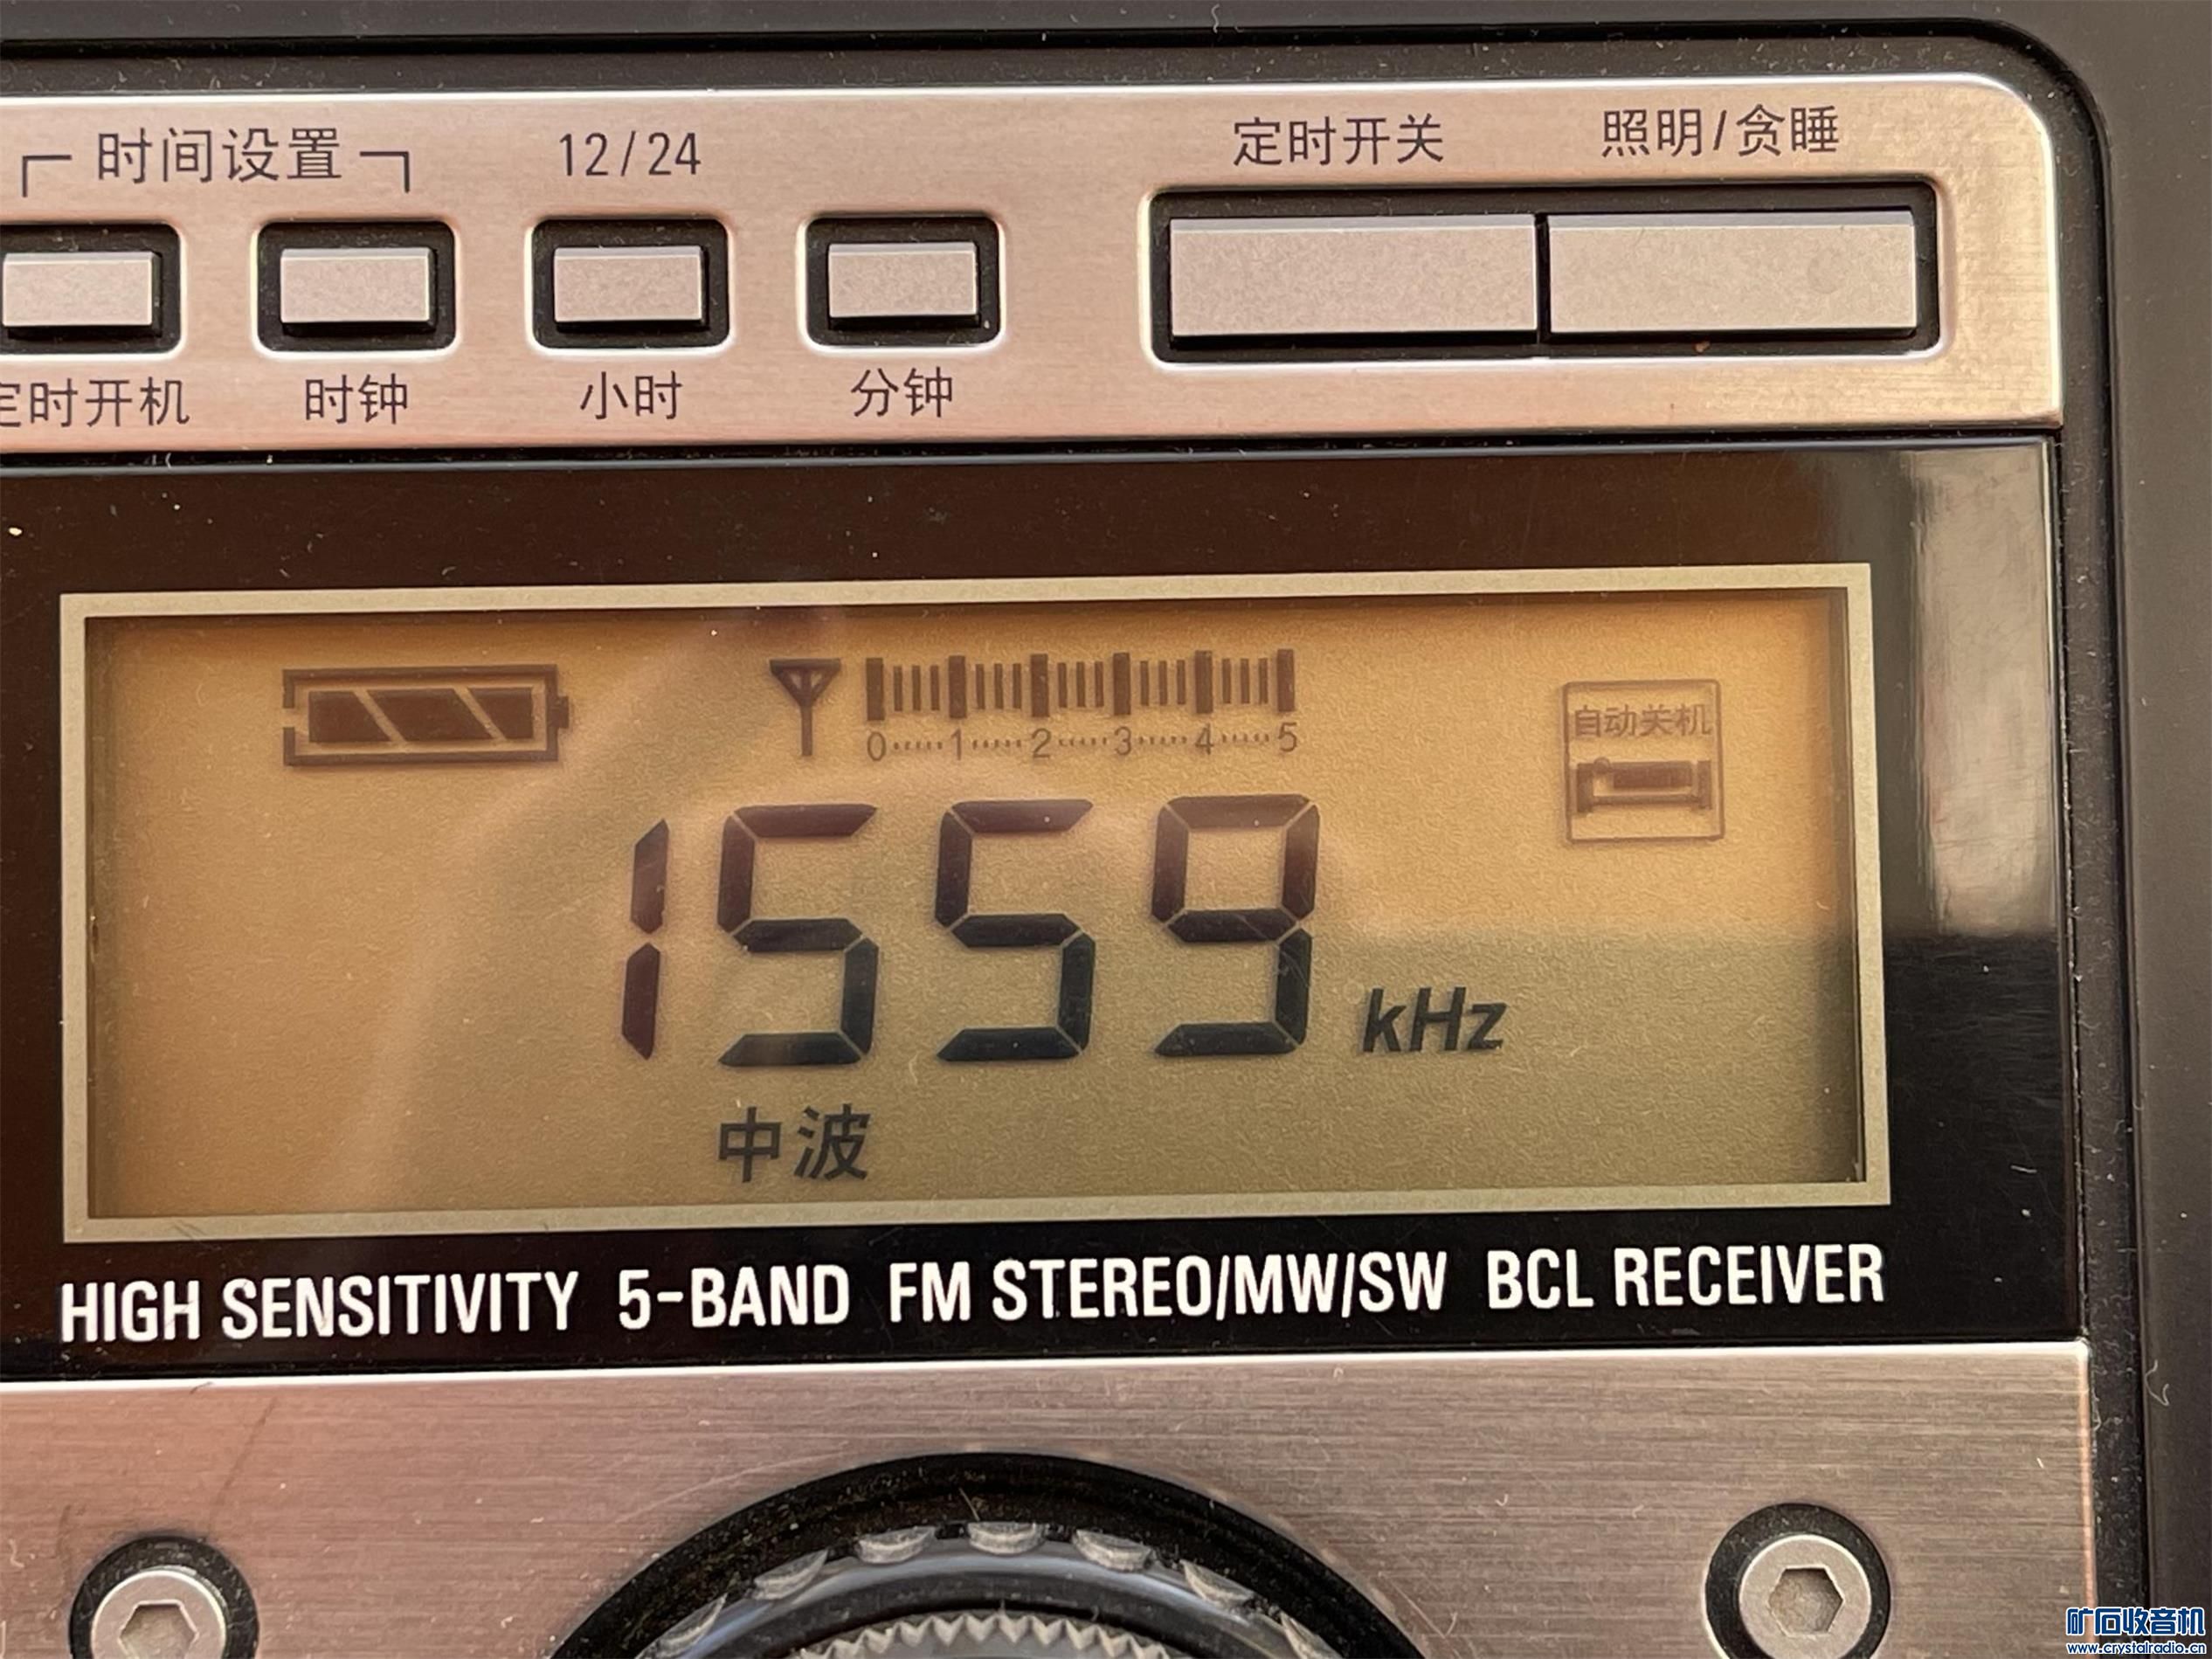 时间设置 12/24 定时开关 照明/贪睡
定时开机 时钟 小时 分钟
0 1 2 3 4 5
自动关机
1559 kHz
中波
HIGH SENSITIVITY 5-BAND FM STEREO/MW/SW BCL RECEIVER
矿石收音机
www.crystalradio.cn